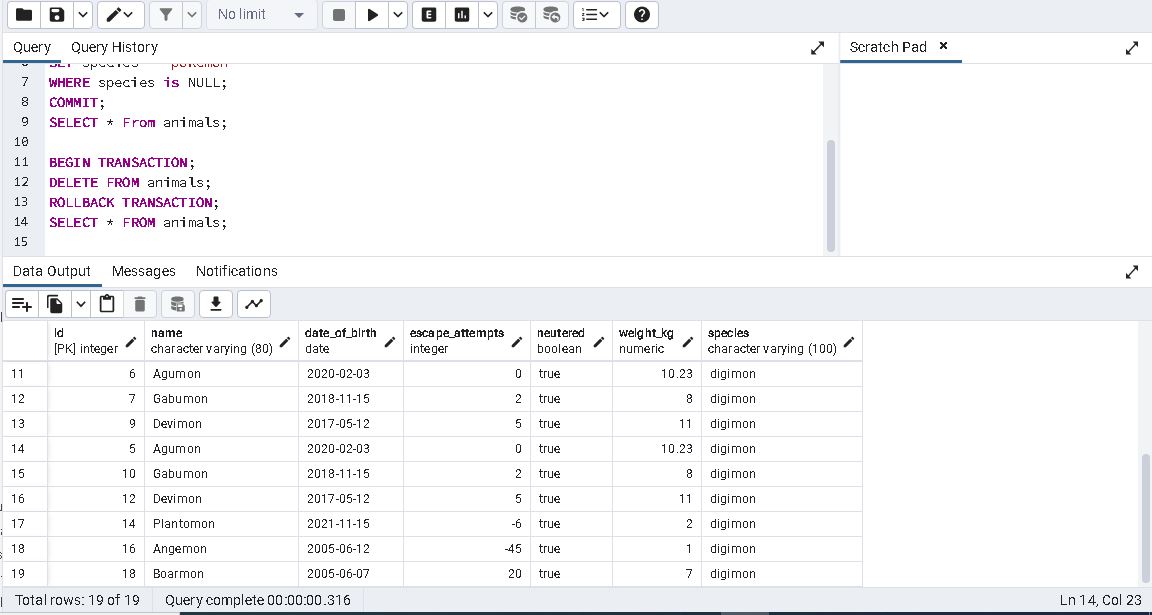 No limit
E
Query Query History Scratch Pad
6 SET species = 'pokemon'
7 WHERE species is NULL;
8 COMMIT;
9 SELECT * From animals;
10
11 BEGIN TRANSACTION;
12 DELETE FROM animals;
13 ROLLBACK TRANSACTION;
14 SELECT * FROM animals;
15
Data Output Messages Notifications
id name date_of_birth escape_attempts neutered weight_kg species
[PK] integer character varying (80) date integer boolean numeric character varying (100)
11 6 Agumon 2020-02-03 0 true 10.23 digimon
12 7 Gabumon 2018-11-15 2 true 8 digimon
13 9 Devimon 2017-05-12 5 true 11 digimon
14 5 Agumon 2020-02-03 0 true 10.23 digimon
15 10 Gabumon 2018-11-15 2 true 8 digimon
16 12 Devimon 2017-05-12 5 true 11 digimon
17 14 Plantomon 2021-11-15 -6 true 2 digimon
18 16 Angemon 2005-06-12 -45 true 1 digimon
19 18 Boarmon 2005-06-07 20 true 7 digimon
Total rows: 19 of 19 Query complete 00:00:00.316 Ln 14, Col 23